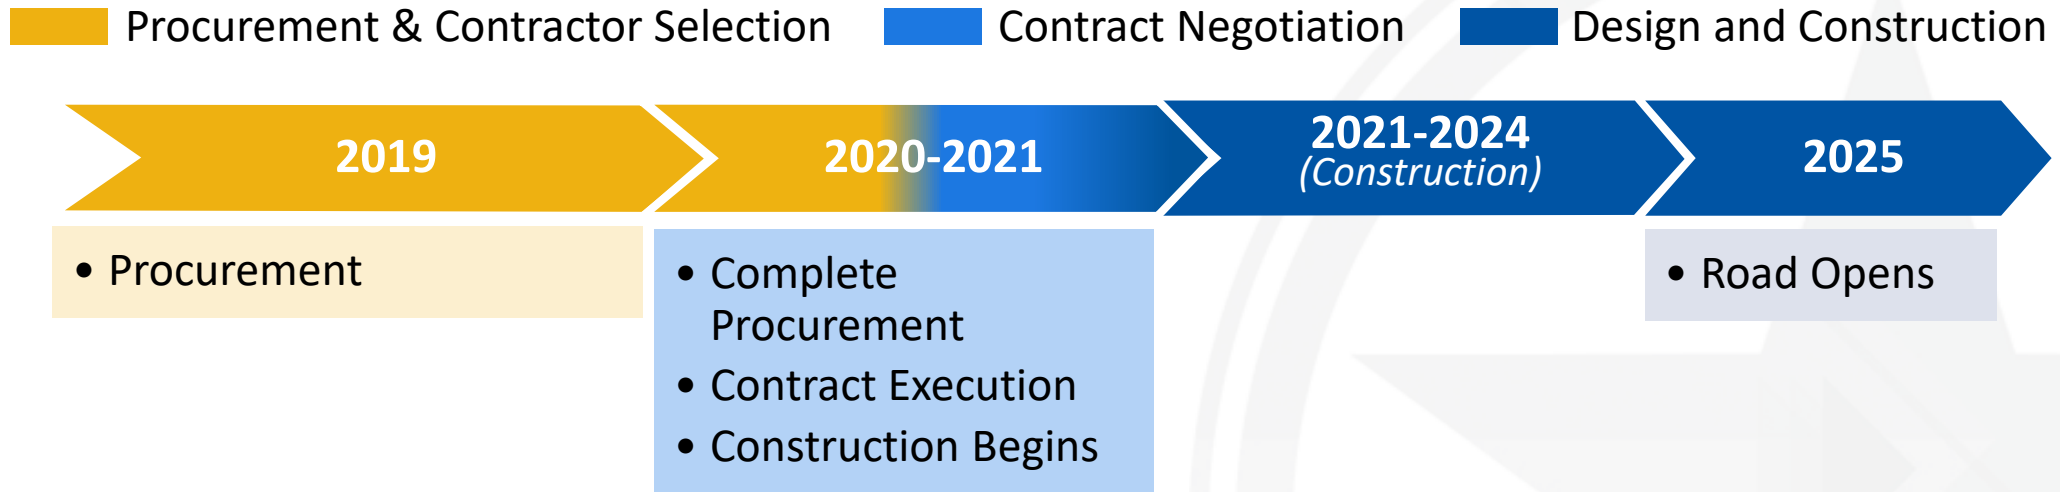 Procurement & Contractor Selection
Contract Negotiation
Design and Construction
2019
2020-2021
2021-2024
(Construction)
2025
• Procurement
• Complete
Procurement
• Contract Execution
• Construction Begins
• Road Opens